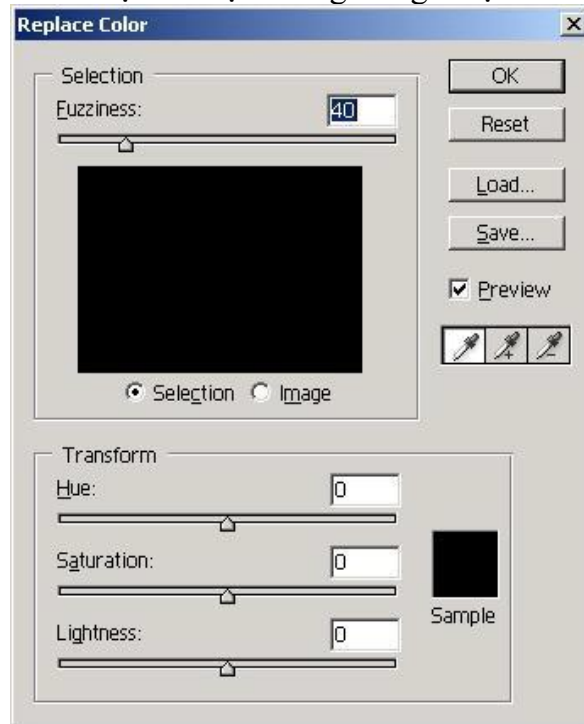 Replace Color
Selection
Fuzziness:
40
OK
Reset
Load...
Save...
Preview
Selection
Image
Transform
Hue:
0
Saturation:
0
Lightness:
0
Sample